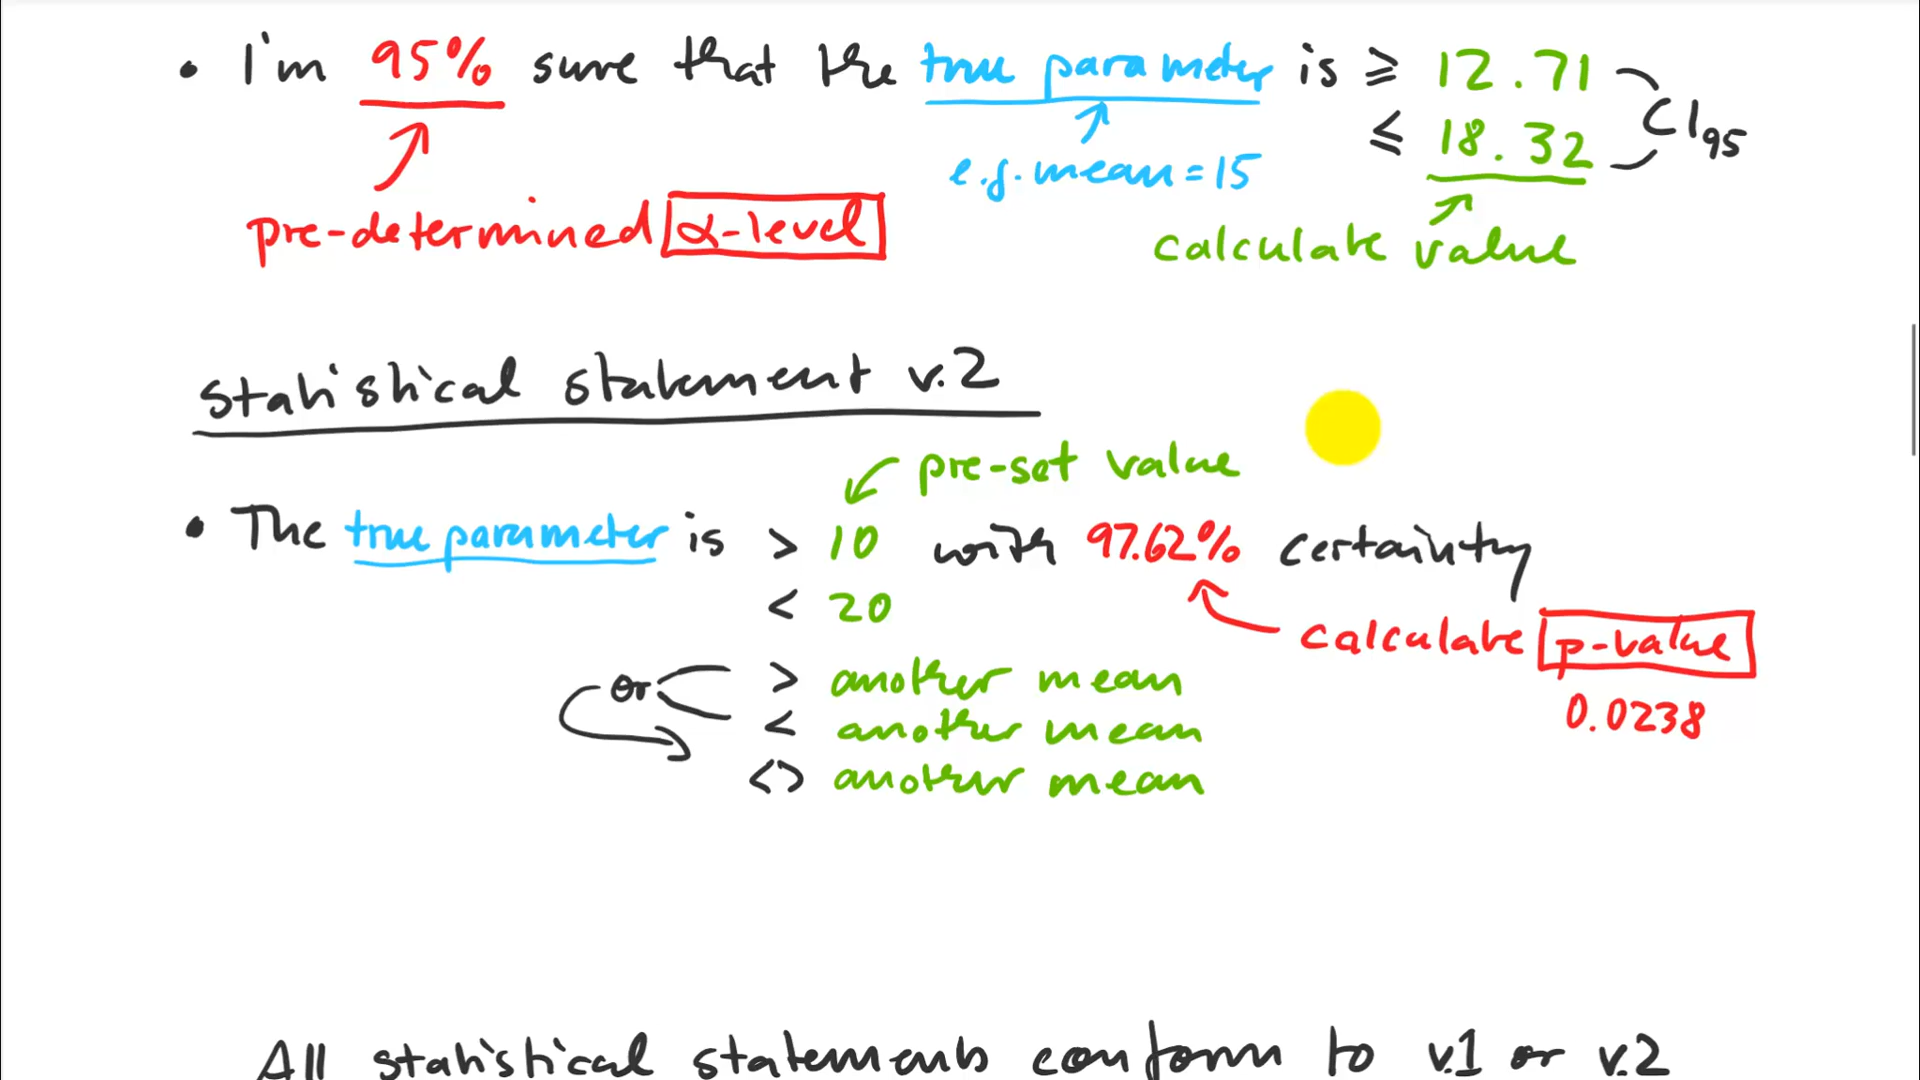 • I'm 95% sure that the true parameter is ≥ 12.71
≤ 18.32
CI95
e.g. mean = 15
pre-determined α-level
calculate value
statistical statement v.2
pre-set value
• The true parameter is > 10 with 97.62% certainty
< 20
calculate p-value
0.0238
or > another mean
< another mean
<> another mean
All statistical statements conform to v.1 or v.2